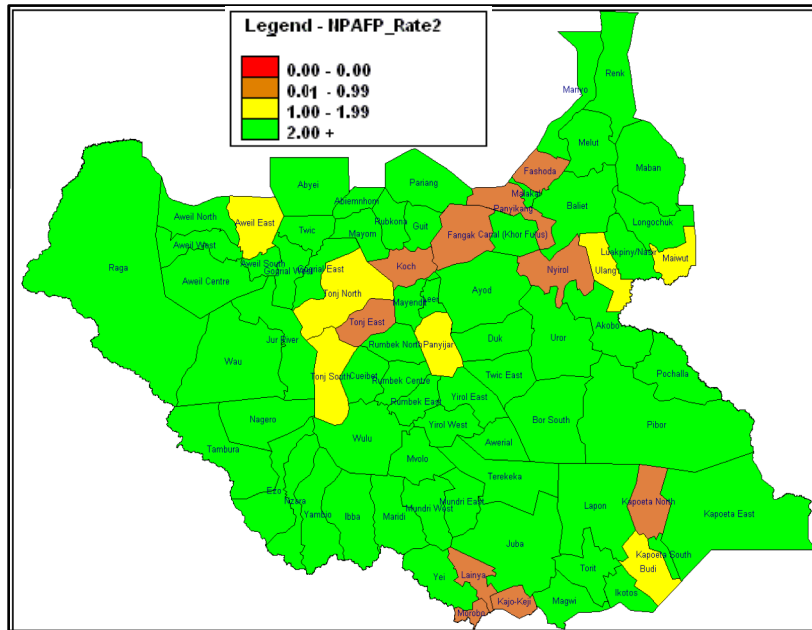 Legend - NPAFP_Rate2
0.00 - 0.00
0.01 - 0.99
1.00 - 1.99
2.00 +
Renk
Manyo
Melut
Maban
Fashoda
Abyei
Pariang
Malakal
Panyikang
Baliet
Abiemnhom
Aweil North
Aweil East
Rubkona
Guit
Longochuk
Twic
Mayom
Fangak
Canal (Khor Fulus)
Aweil West
Luakpiny/Nasir
Maiwut
Raga
Aweil South
Gogrial West
Gogrial East
Koch
Nyirol
Ulang
Aweil Centre
Tonj North
Ayod
Mayendit
Leer
Tonj East
Akobo
Jur River
Rumbek North
Panyijar
Duk
Uror
Wau
Tonj South
Cueibet
Rumbek Centre
Twic East
Pochalla
Rumbek East
Yirol East
Nagero
Yirol West
Bor South
Pibor
Wulu
Awerial
Tambura
Mvolo
Terekeka
Ezo
Nzara
Mundri East
Kapoeta North
Mundri West
Lapon
Yambio
Ibba
Maridi
Kapoeta East
Juba
Kapoeta South
Yei
Lainya
Torit
Budi
Ikotos
Kajo-Keji
Magwi
Morobo